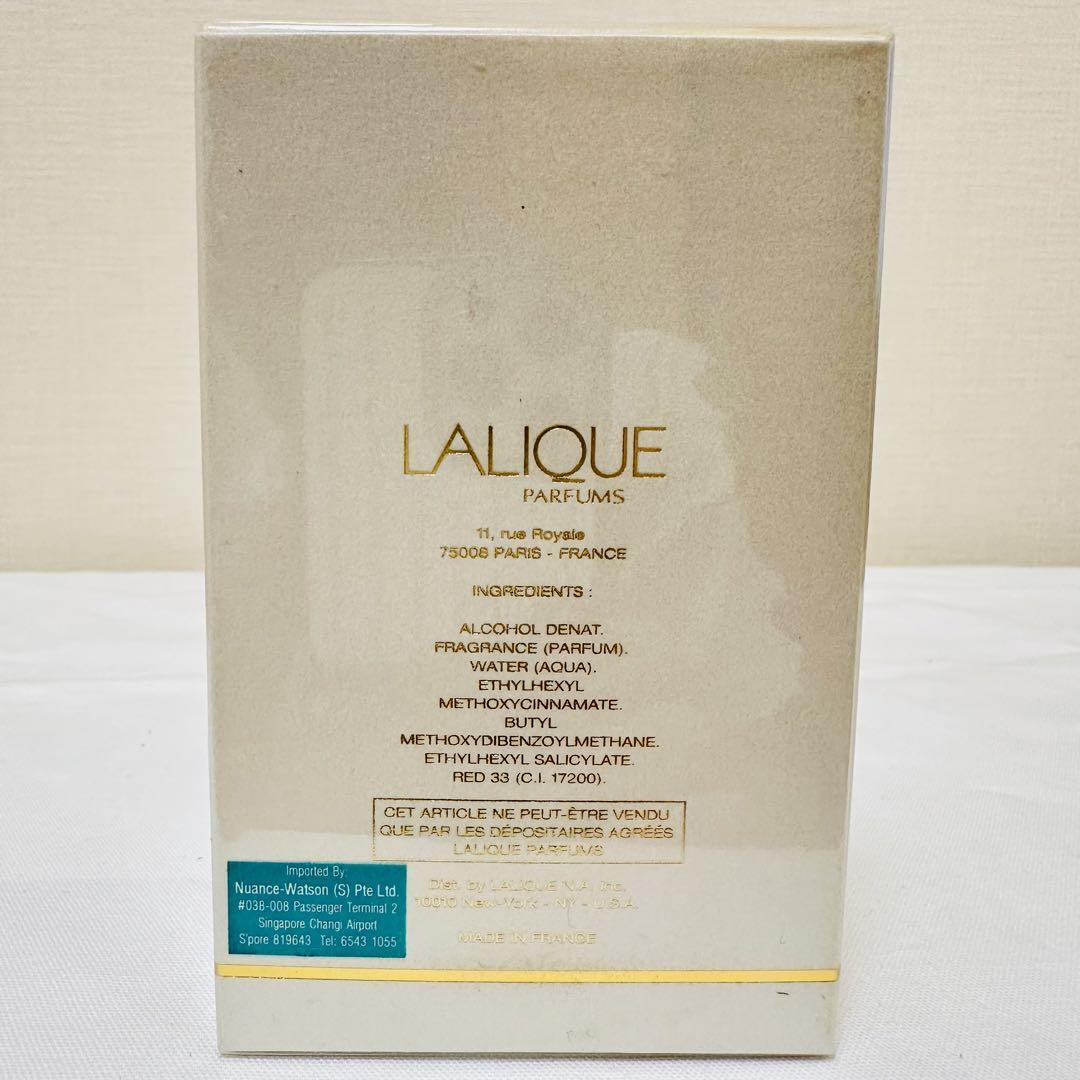 LALIQUE
PARFUMS
11, rue Royale
75008 PARIS - FRANCE
INGREDIENTS :
ALCOHOL DENAT.
FRAGRANCE (PARFUM).
WATER (AQUA).
ETHYLHEXYL
METHOXYCINNAMATE.
BUTYL
METHOXYDIBENZOYLMETHANE.
ETHYLHEXYL SALICYLATE.
RED 33 (C.I. 17200).
CET ARTICLE NE PEUT-ÊTRE VENDU
QUE PAR LES DÉPOSITAIRES AGRÉÉS
LALIQUE PARFUMS
Dist. by LALIQUE N.A. Inc.
10010 New-York - NY - U.S.A.
MADE IN FRANCE
Imported By:
Nuance-Watson (S) Pte Ltd.
#038-008 Passenger Terminal 2
Singapore Changi Airport
S'pore 819643 Tel: 6543 1055